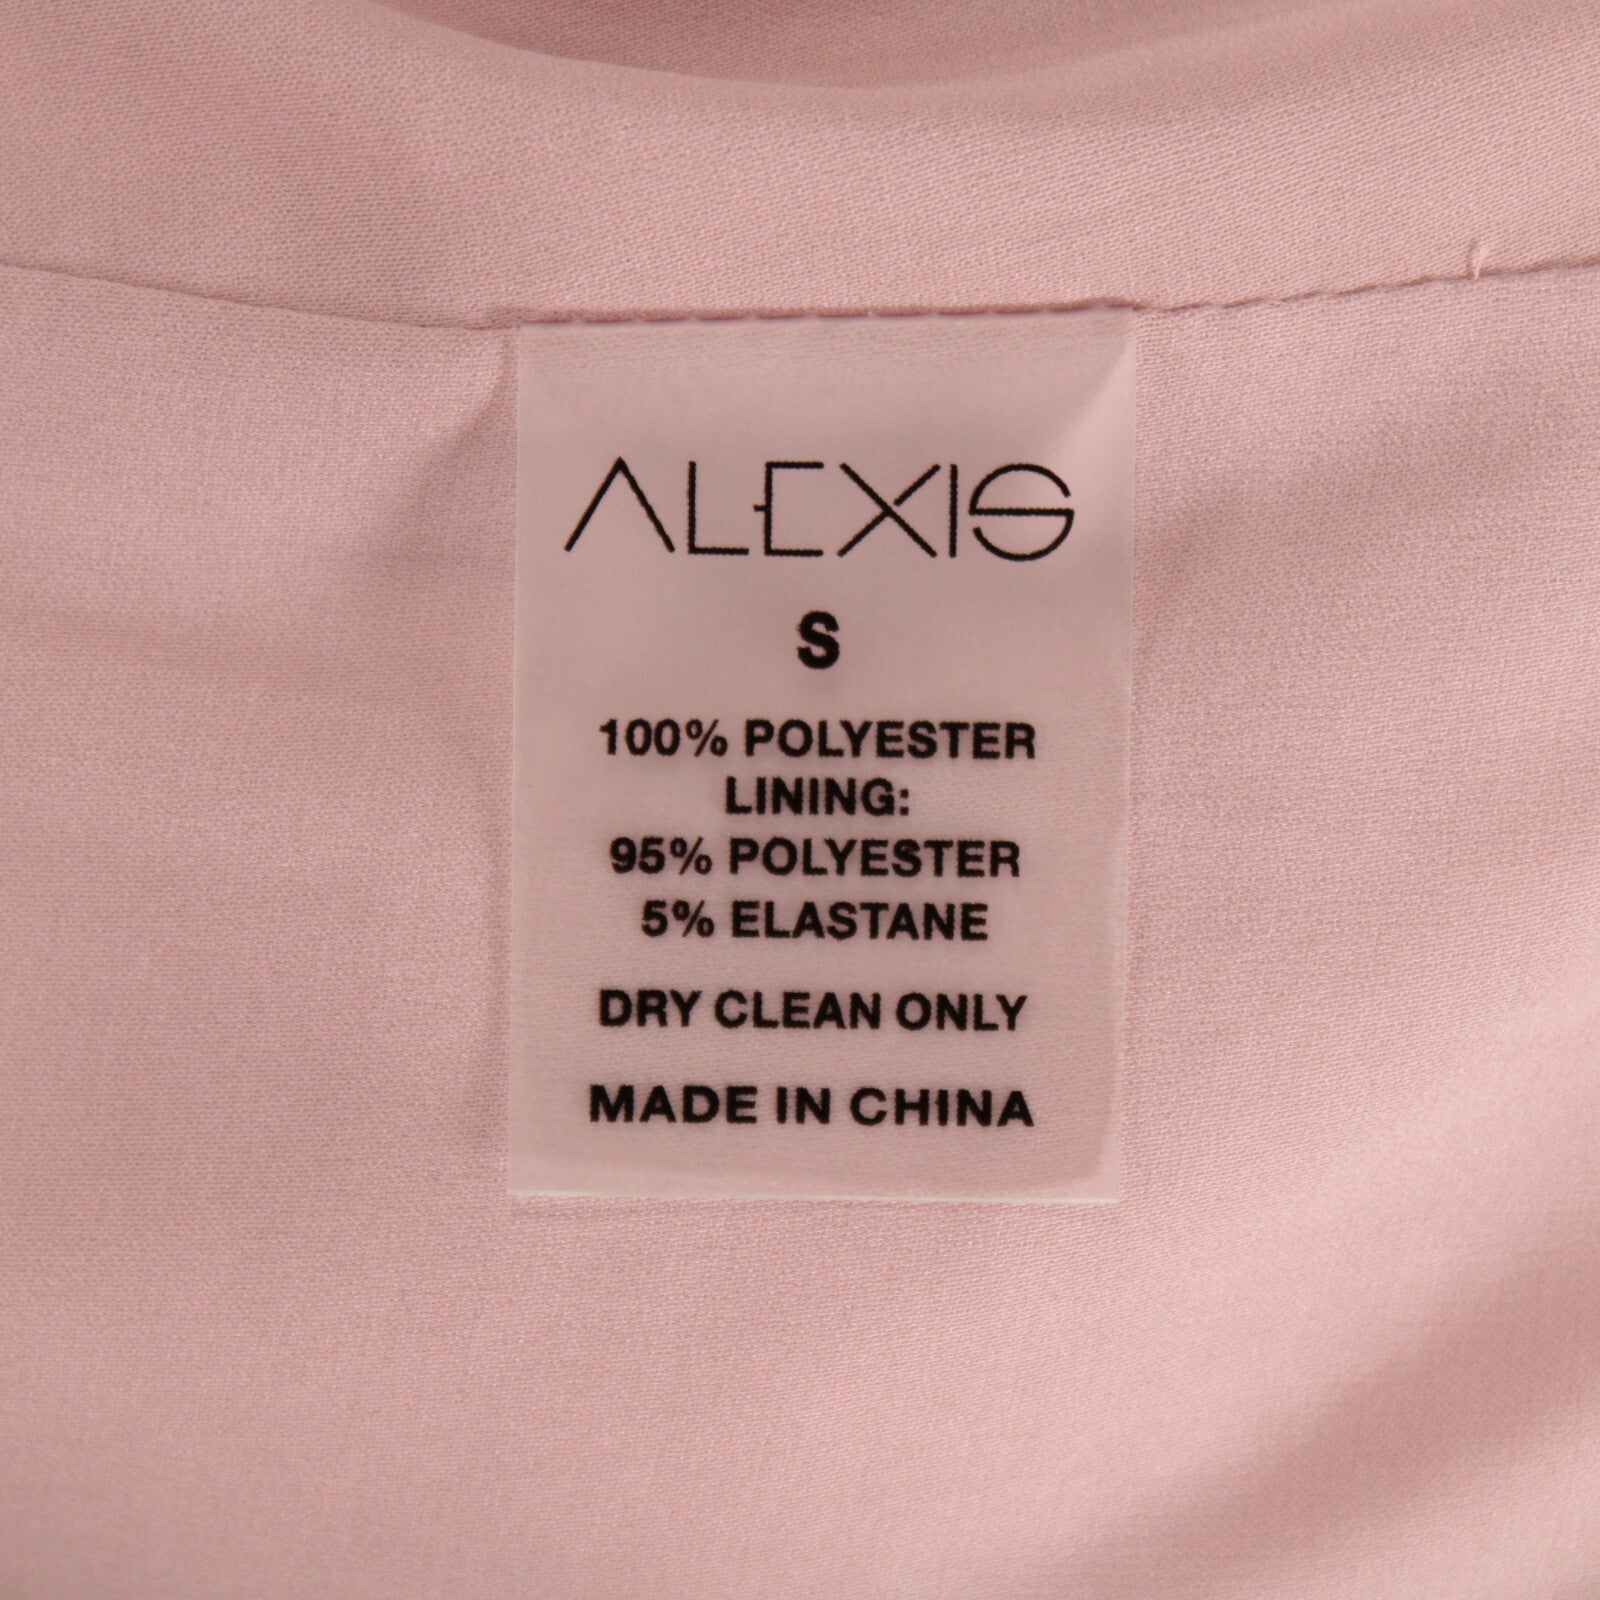 ALEXIS
S
100% POLYESTER
LINING:
95% POLYESTER
5% ELASTANE
DRY CLEAN ONLY
MADE IN CHINA